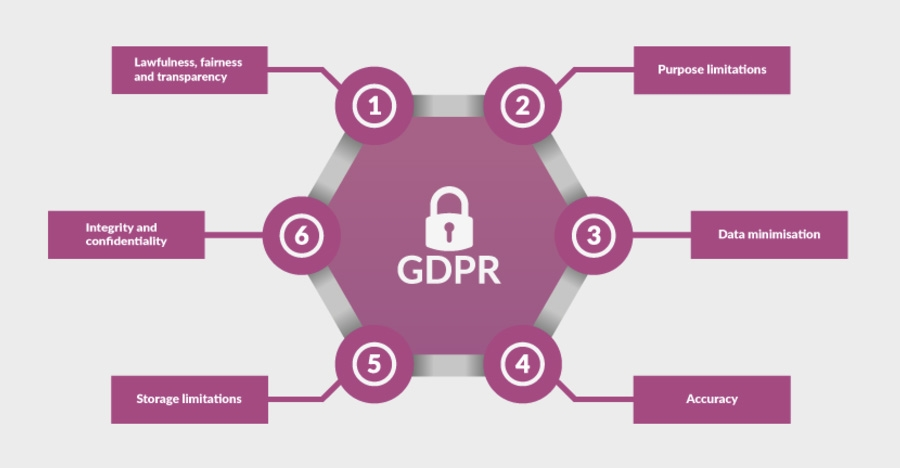 Lawfulness, fairness
and transparency
1
2
Purpose limitations
Integrity and
confidentiality
6
3
Data minimisation
GDPR
Storage limitations
5
4
Accuracy